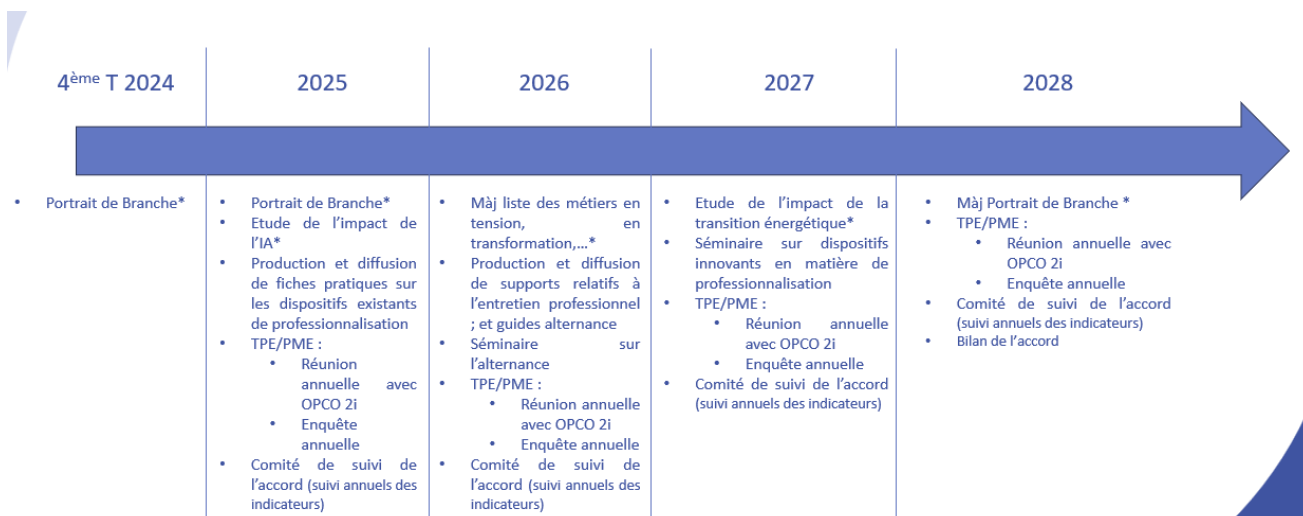 4ème T 2024
2025
2026
2027
2028
• Portrait de Branche*
• Portrait de Branche*
• Etude de l'impact de
l'IA*
• Production et diffusion
de fiches pratiques sur
les dispositifs existants
de professionnalisation
• TPE/PME :
• Réunion
annuelle avec
OPCO 2i
• Enquête
annuelle
• Comité de suivi de
l'accord (suivi annuels des
indicateurs)
• Màj liste des métiers en
tension, en
transformation,...*
• Production et diffusion
de supports relatifs à
l'entretien professionnel
; et guides alternance
• Séminaire sur
l'alternance
• TPE/PME :
• Réunion annuelle
avec OPCO 2i
• Enquête annuelle
• Comité de suivi de
l'accord (suivi annuels des
indicateurs)
• Etude de l'impact de la
transition énergétique*
• Séminaire sur dispositifs
innovants en matière de
professionnalisation
• TPE/PME :
• Réunion annuelle
avec OPCO 2i
• Enquête annuelle
• Comité de suivi de l'accord
(suivi annuels des indicateurs)
• Màj Portrait de Branche *
• TPE/PME :
• Réunion annuelle avec
OPCO 2i
• Enquête annuelle
• Comité de suivi de l'accord
(suivi annuels des indicateurs)
• Bilan de l'accord